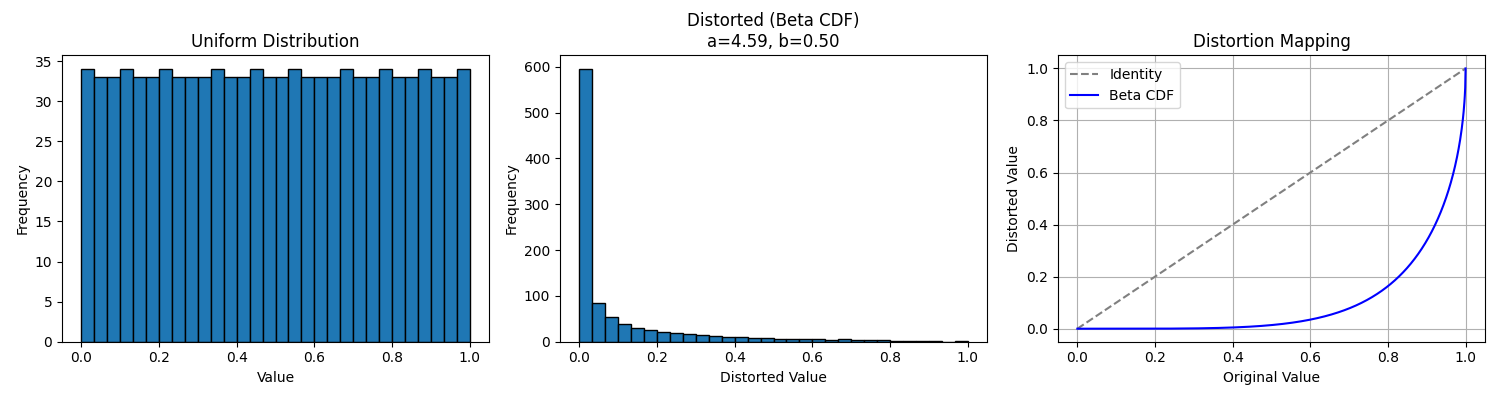 Uniform Distribution
35
30
25
20
15
10
5
0
Frequency
0.0 0.2 0.4 0.6 0.8 1.0
Value
Distorted (Beta CDF)
a=4.59, b=0.50
600
500
400
300
200
100
0
Frequency
0.0 0.2 0.4 0.6 0.8 1.0
Distorted Value
Distortion Mapping
Identity
Beta CDF
1.0
0.8
0.6
0.4
0.2
0.0
Distorted Value
0.0 0.2 0.4 0.6 0.8 1.0
Original Value